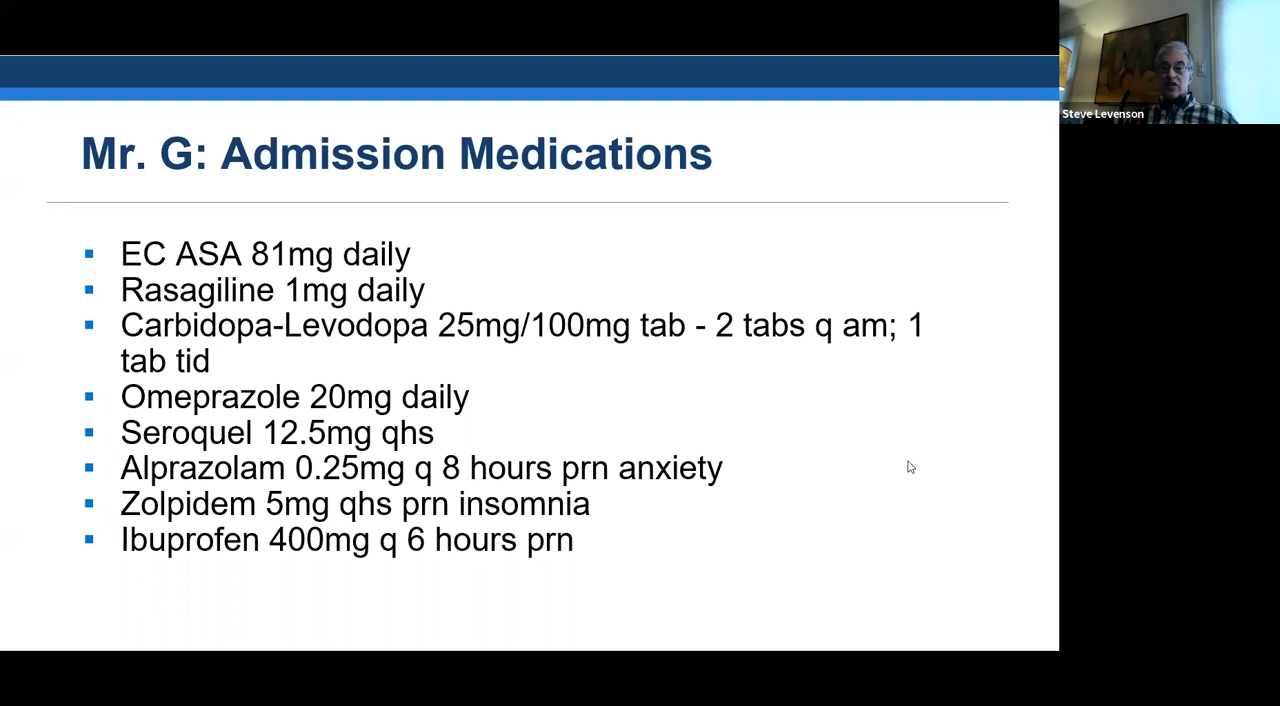 Mr. G: Admission Medications
▪ EC ASA 81mg daily
▪ Rasagiline 1mg daily
▪ Carbidopa-Levodopa 25mg/100mg tab - 2 tabs q am; 1
tab tid
▪ Omeprazole 20mg daily
▪ Seroquel 12.5mg qhs
▪ Alprazolam 0.25mg q 8 hours prn anxiety
▪ Zolpidem 5mg qhs prn insomnia
▪ Ibuprofen 400mg q 6 hours prn
Steve Levenson